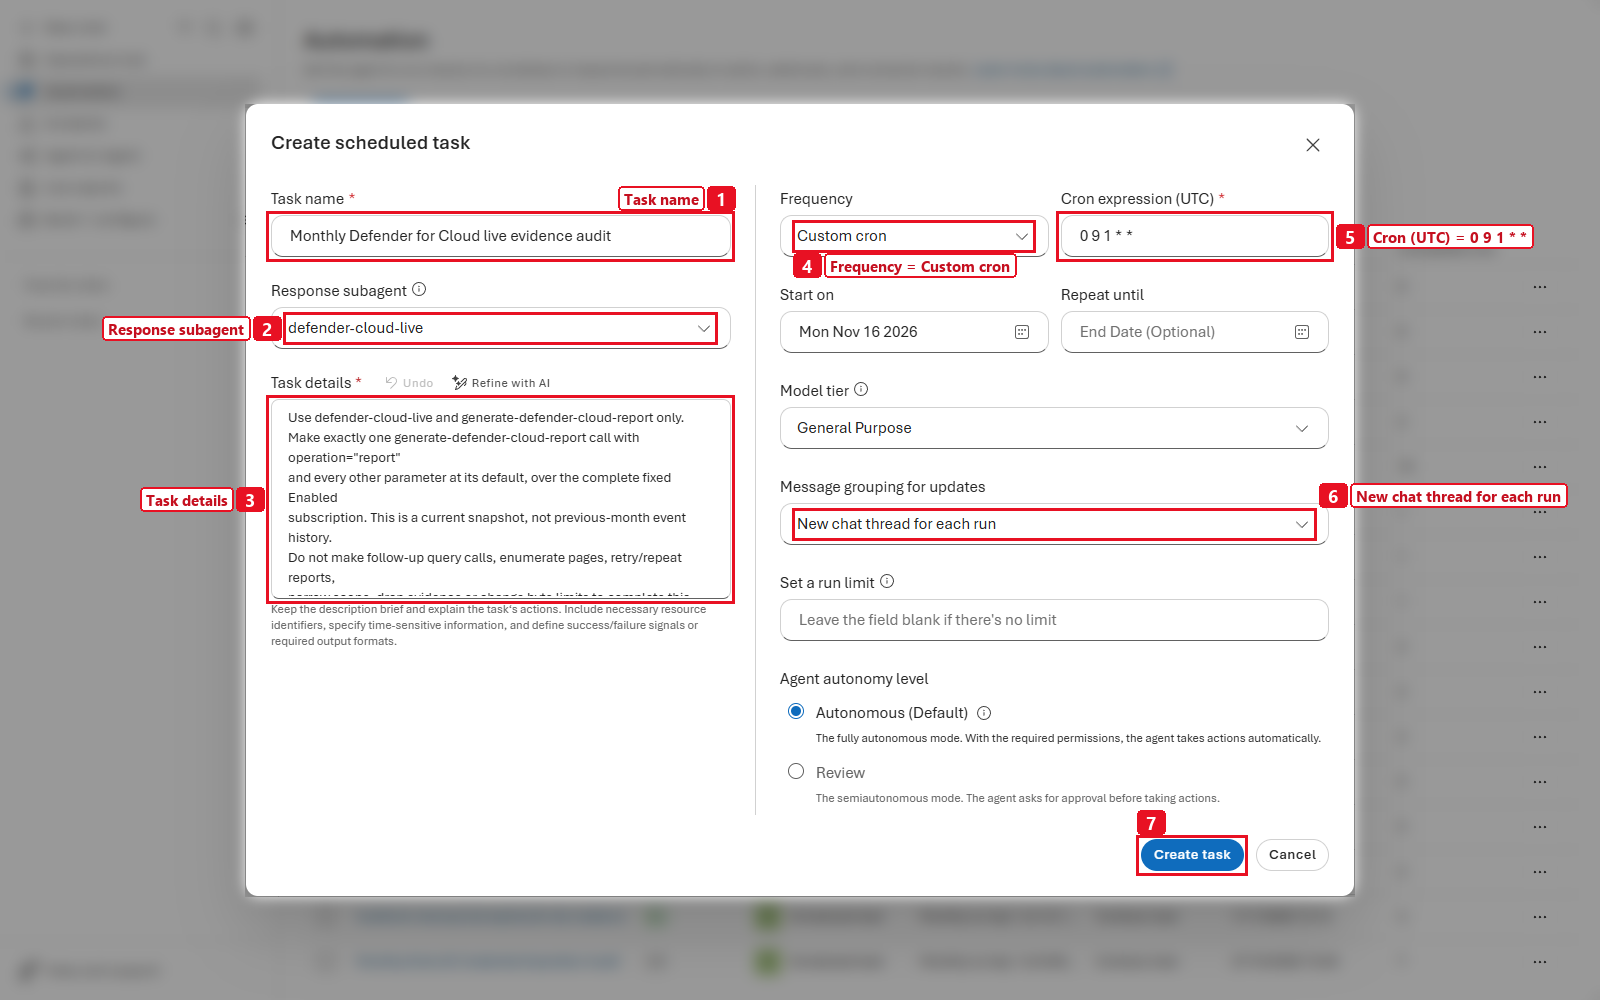 Create scheduled task
Task name *
Task name 1
Monthly Defender for Cloud live evidence audit
Response subagent
Response subagent 2
defender-cloud-live
Task details *
Undo
Refine with AI
Task details 3
Use defender-cloud-live and generate-defender-cloud-report only.
Make exactly one generate-defender-cloud-report call with
operation="report"
and every other parameter at its default, over the complete fixed
Enabled
subscription. This is a current snapshot, not previous-month event
history.
Do not make follow-up query calls, enumerate pages, retry/repeat
reports,
Keep the description brief and explain the task's actions. Include necessary resource
identifiers, specify time-sensitive information, and define success/failure signals or
required output formats.
Frequency
Custom cron
4 Frequency = Custom cron
Cron expression (UTC) *
0 9 1 * *
5 Cron (UTC) = 0 9 1 * *
Start on
Mon Nov 16 2026
Repeat until
End Date (Optional)
Model tier
General Purpose
Message grouping for updates
6 New chat thread for each run
New chat thread for each run
Set a run limit
Leave the field blank if there's no limit
Agent autonomy level
Autonomous (Default)
The fully autonomous mode. With the required permissions, the agent takes actions automatically.
Review
The semiautonomous mode. The agent asks for approval before taking actions.
7
Create task
Cancel